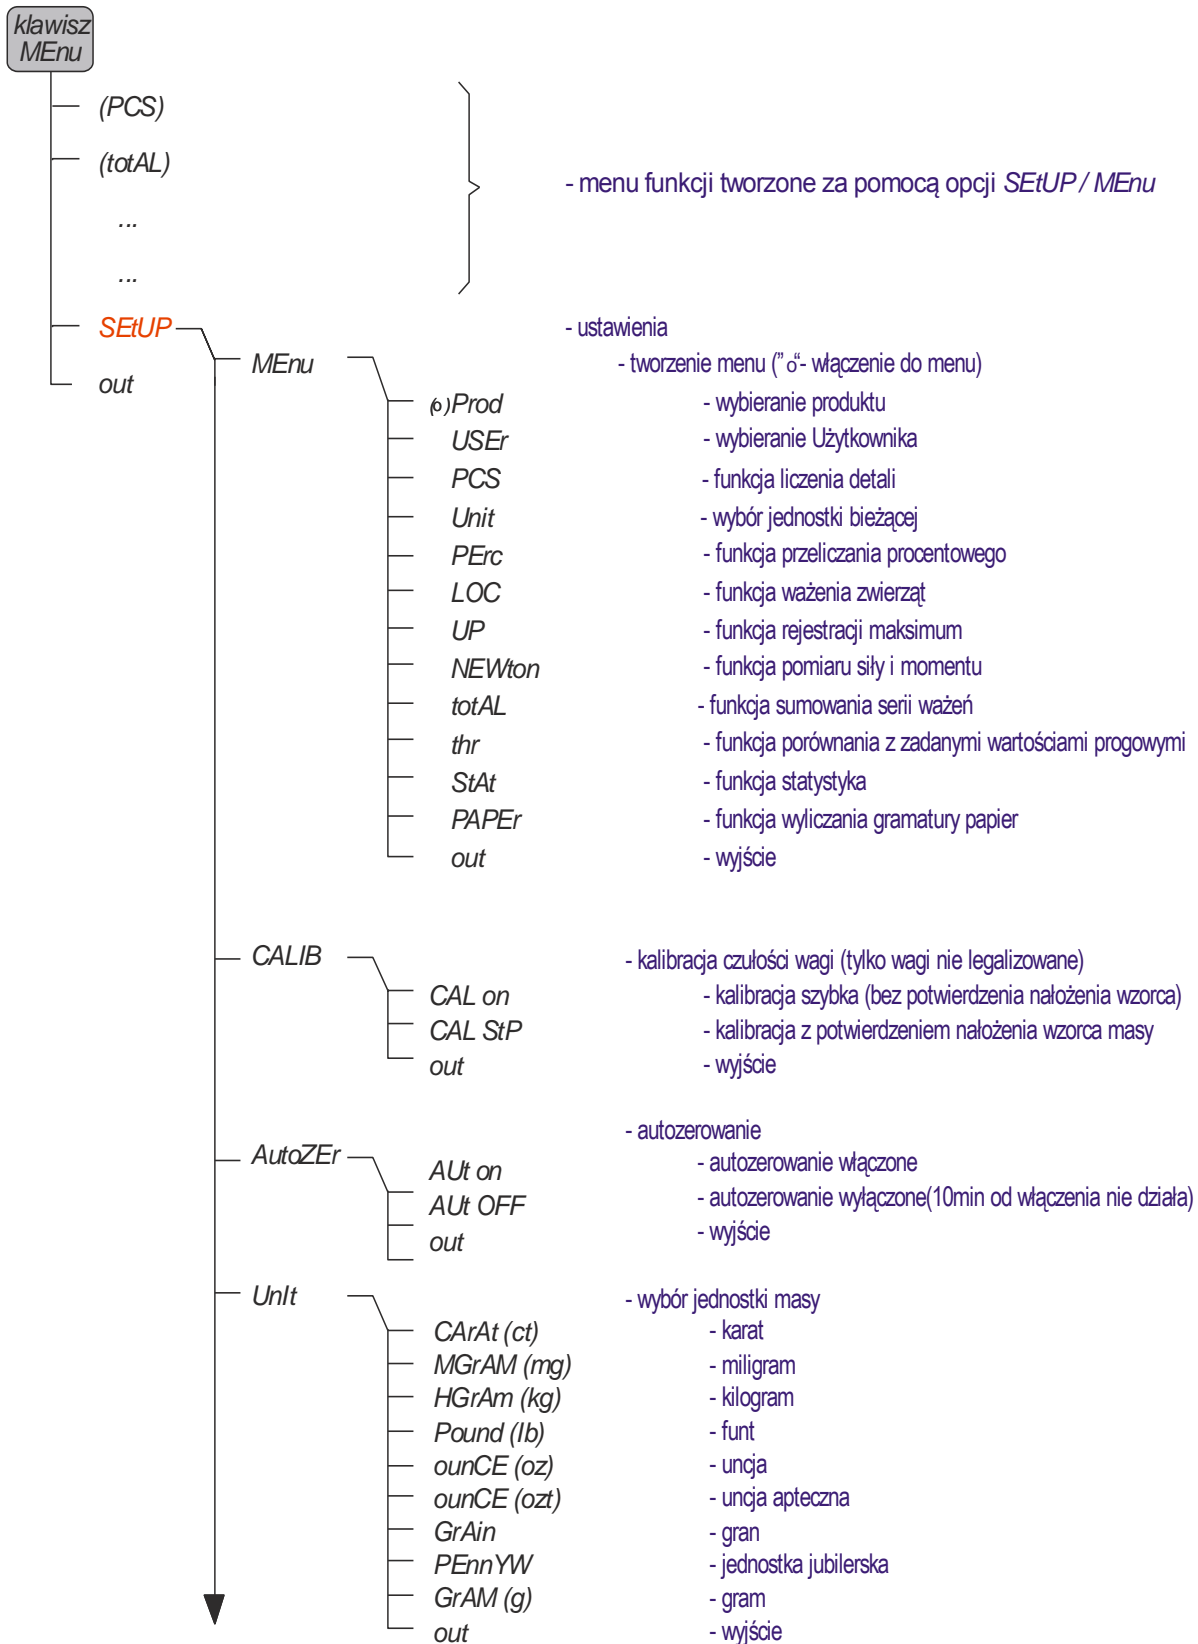 klawisz
MEnu
(PCS)
(totAL)
- menu funkcji tworzone za pomocą opcji SEtUP / MEnu
...
...
SEtUP - ustawienia
MEnu - tworzenie menu ("o"- włączenie do menu)
out
(o)Prod - wybieranie produktu
USEr - wybieranie Użytkownika
PCS - funkcja liczenia detali
Unit - wybór jednostki bieżącej
PErc - funkcja przeliczania procentowego
LOC - funkcja ważenia zwierząt
UP - funkcja rejestracji maksimum
NEWton - funkcja pomiaru siły i momentu
totAL - funkcja sumowania serii ważeń
thr - funkcja porównania z zadanymi wartościami progowymi
StAt - funkcja statystyka
PAPEr - funkcja wyliczania gramatury papier
out - wyjście
CALIB - kalibracja czułości wagi (tylko wagi nie legalizowane)
CAL on - kalibracja szybka (bez potwierdzenia nałożenia wzorca)
CAL StP - kalibracja z potwierdzeniem nałożenia wzorca masy
out - wyjście
AutoZEr - autozerowanie
AUt on - autozerowanie włączone
AUt OFF - autozerowanie wyłączone(10min od włączenia nie działa)
out - wyjście
UnIt - wybór jednostki masy
CArAt (ct) - karat
MGrAM (mg) - miligram
HGrAm (kg) - kilogram
Pound (lb) - funt
ounCE (oz) - uncja
ounCE (ozt) - uncja apteczna
GrAin - gran
PEnnYW - jednostka jubilerska
GrAM (g) - gram
out - wyjście